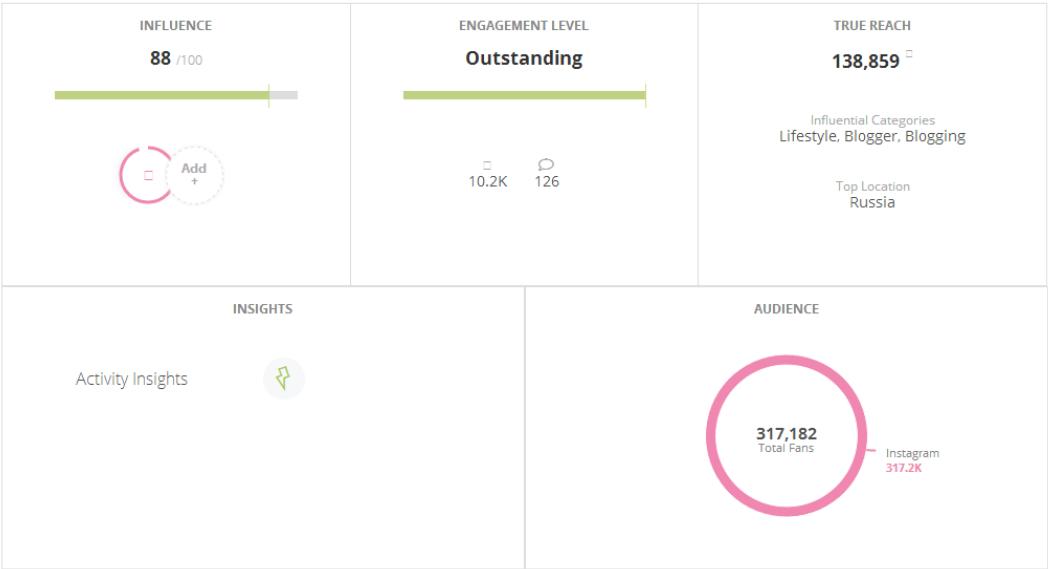 INFLUENCE
88 /100
Add
+
ENGAGEMENT LEVEL
Outstanding
10.2K 126
TRUE REACH
138,859
Influential Categories
Lifestyle, Blogger, Blogging
Top Location
Russia
INSIGHTS
Activity Insights
AUDIENCE
317,182
Total Fans
Instagram
317.2K